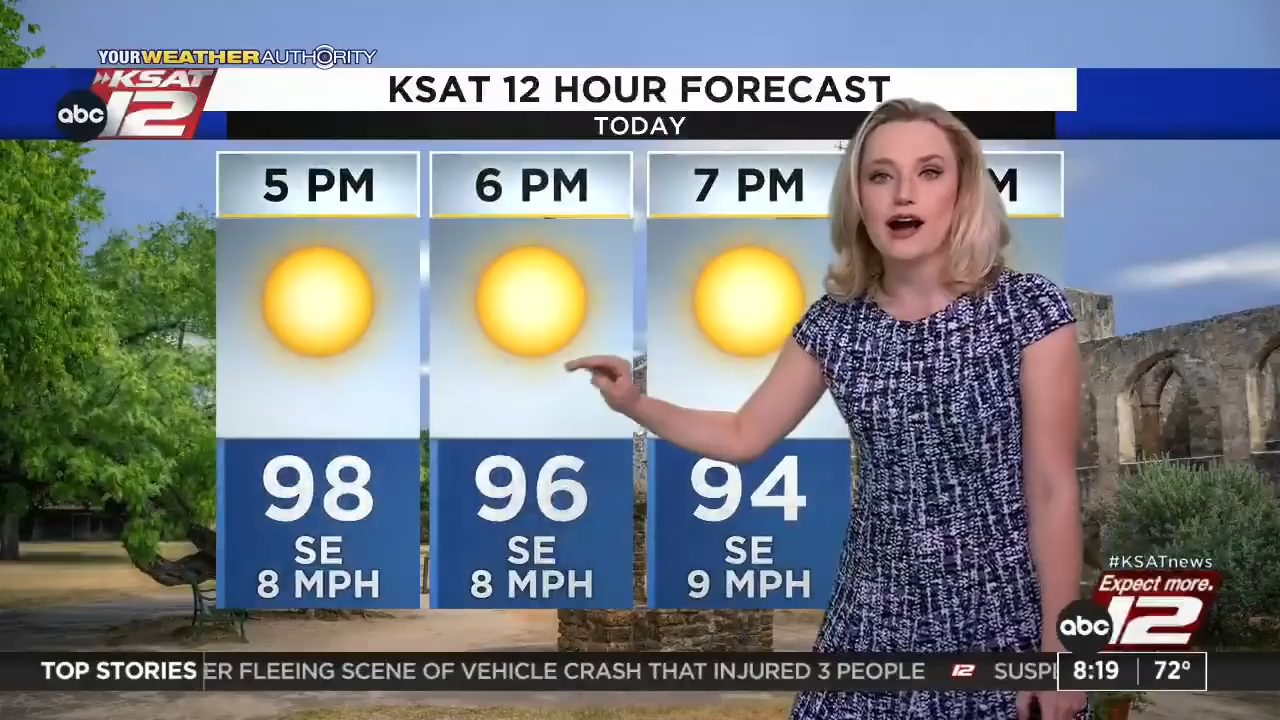 YOURWEATHERAUTHORITY
KSAT
abc 12
KSAT 12 HOUR FORECAST
TODAY
5 PM
6 PM
7 PM
M
98
96
94
SE
SE
SE
8 MPH
8 MPH
9 MPH
#KSATnews
Expect more.
abc 12
TOP STORIES ER FLEEING SCENE OF VEHICLE CRASH THAT INJURED 3 PEOPLE 12 SUSP 8:19 72°